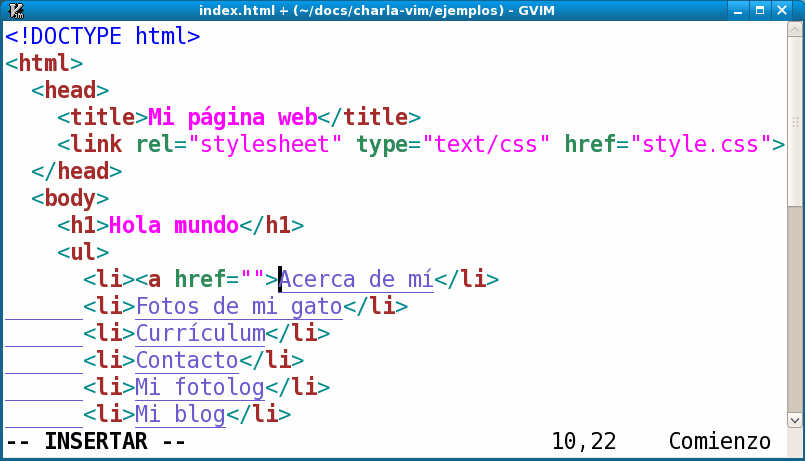 index.html + (~/docs/charla-vim/ejemplos) - GVIM
<!DOCTYPE html>
<html>
  <head>
    <title>Mi página web</title>
    <link rel="stylesheet" type="text/css" href="style.css">
  </head>
  <body>
    <h1>Hola mundo</h1>
    <ul>
      <li><a href="">Acerca de mí</li>
      <li>Fotos de mi gato</li>
      <li>Currículum</li>
      <li>Contacto</li>
      <li>Mi fotolog</li>
      <li>Mi blog</li>
-- INSERTAR -- 10,22 Comienzo